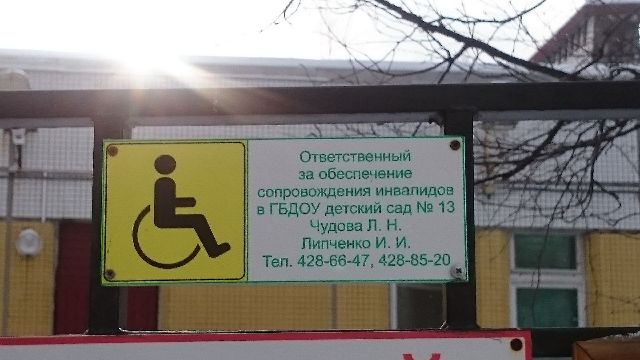 Ответственный
за обеспечение
сопровождения инвалидов
в ГБДОУ детский сад № 13
Чудова Л. Н.
Липченко И. И.
Тел. 428-66-47, 428-85-20